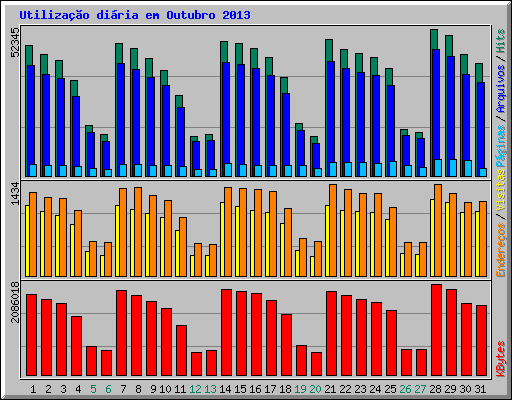 Utilização diária em Outubro 2013
52345
1434
2086018
KBytes
Endereços / Visitas
Páginas / Arquivos / Hits
1 2 3 4 5 6 7 8 9 10 11 12 13 14 15 16 17 18 19 20 21 22 23 24 25 26 27 28 29 30 31